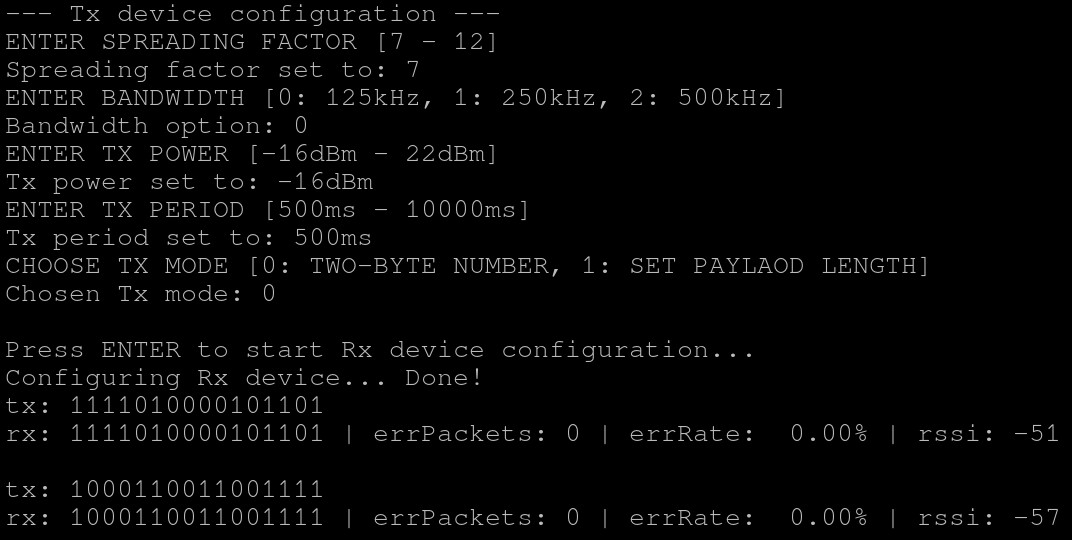 --- Tx device configuration ---
ENTER SPREADING FACTOR [7 - 12]
Spreading factor set to: 7
ENTER BANDWIDTH [0: 125kHz, 1: 250kHz, 2: 500kHz]
Bandwidth option: 0
ENTER TX POWER [-16dBm - 22dBm]
Tx power set to: -16dBm
ENTER TX PERIOD [500ms - 10000ms]
Tx period set to: 500ms
CHOOSE TX MODE [0: TWO-BYTE NUMBER, 1: SET PAYLAOD LENGTH]
Chosen Tx mode: 0
Press ENTER to start Rx device configuration...
Configuring Rx device... Done!
tx: 1111010000101101
rx: 1111010000101101 | errPackets: 0 | errRate:  0.00% | rssi: -51
tx: 1000110011001111
rx: 1000110011001111 | errPackets: 0 | errRate:  0.00% | rssi: -57